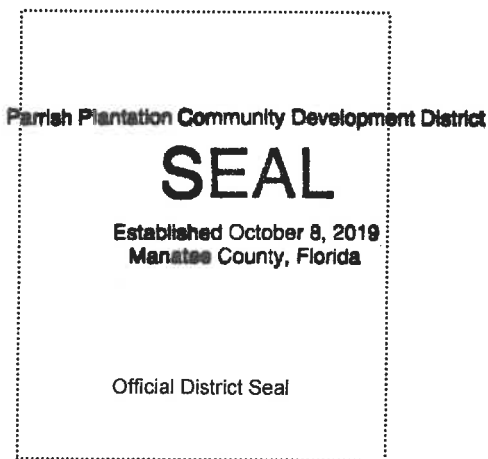 Parrish Plantation Community Development District
SEAL
Established October 8, 2019
Manatee County, Florida
Official District Seal